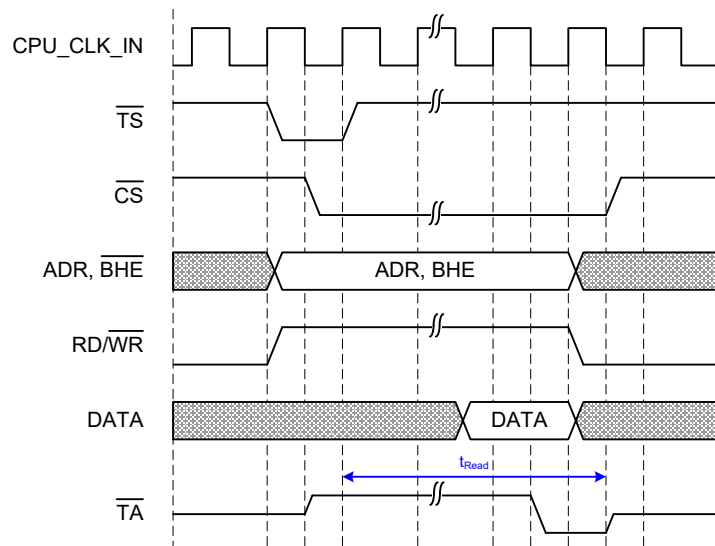 CPU_CLK_IN
TS
CS
ADR, BHE ADR, BHE
RD/WR
DATA DATA
tRead
TA